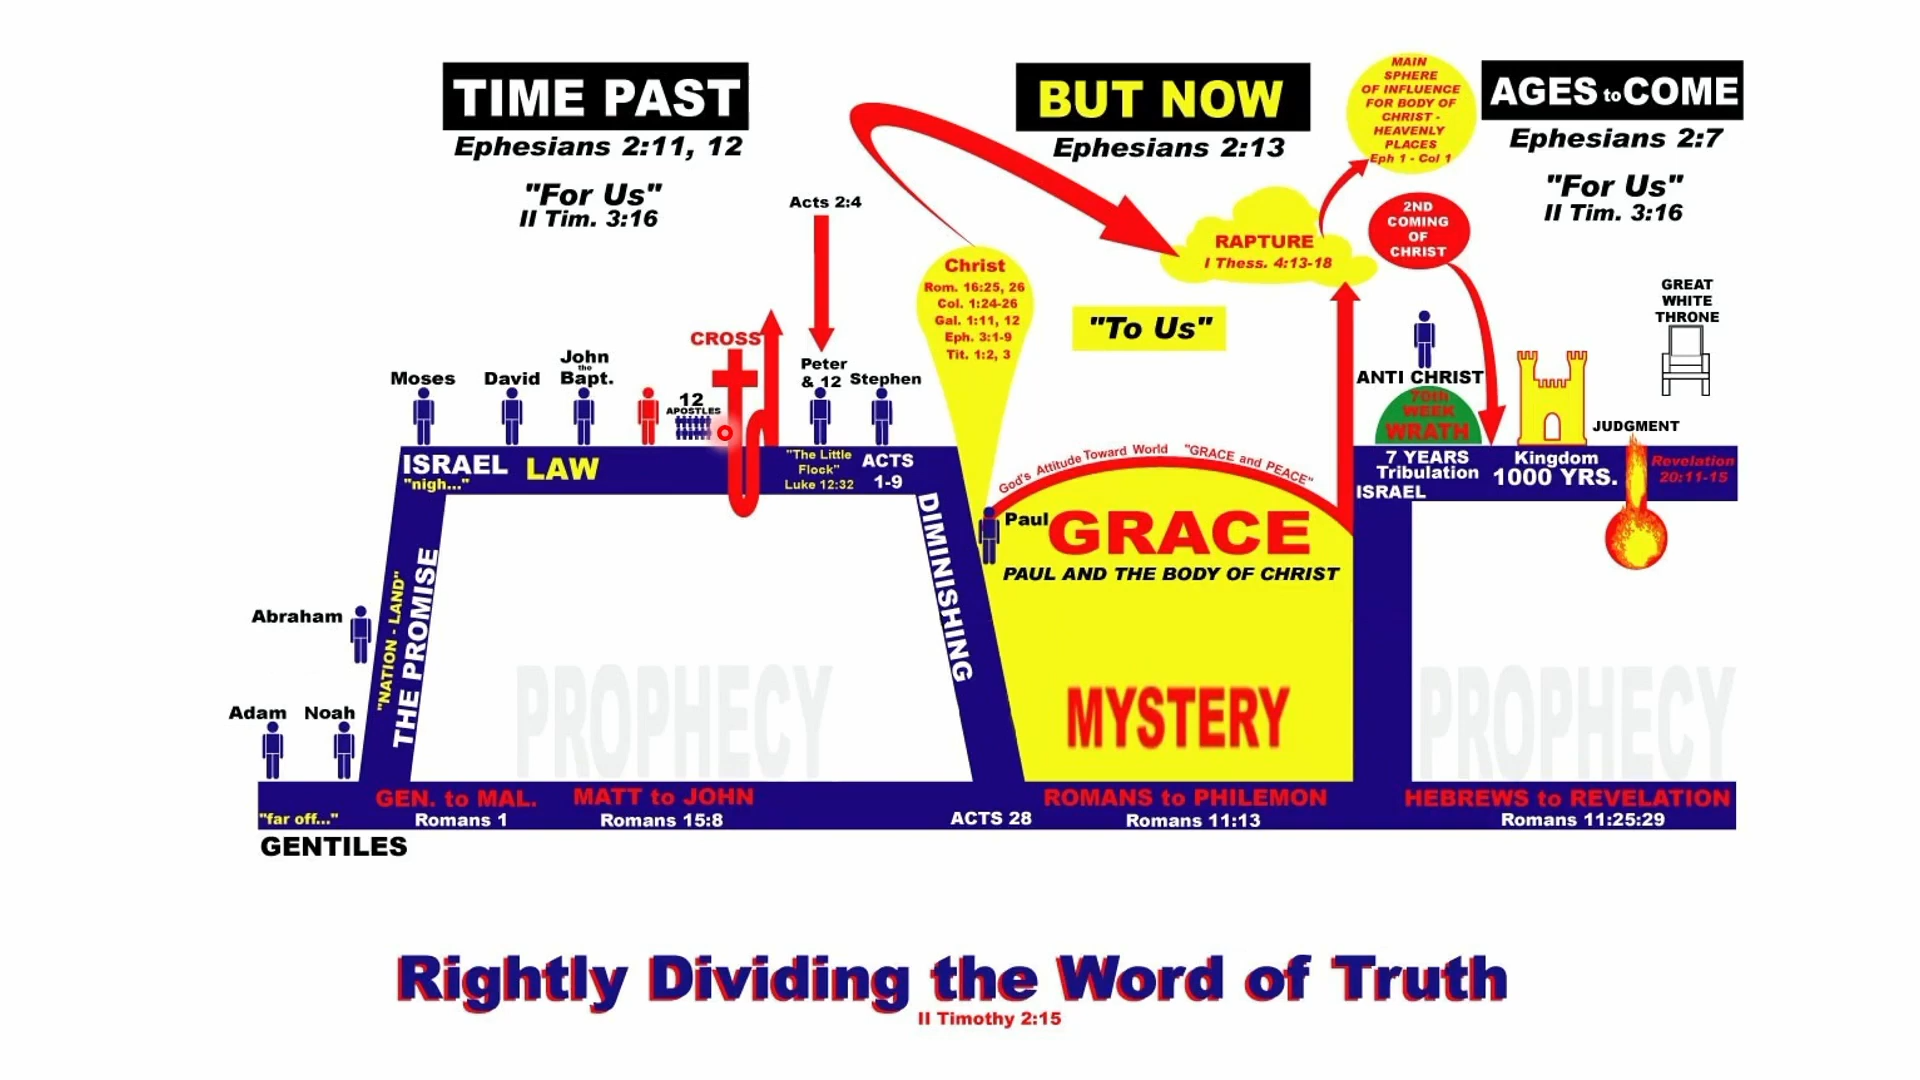 TIME PAST
Ephesians 2:11, 12
"For Us"
II Tim. 3:16
BUT NOW
Ephesians 2:13
MAIN
SPHERE
OF INFLUENCE
FOR BODY OF
CHRIST -
HEAVENLY
PLACES
Eph 1 - Col 1
AGES to COME
Ephesians 2:7
"For Us"
II Tim. 3:16
Acts 2:4
RAPTURE
I Thess. 4:13-18
2ND
COMING
OF
CHRIST
Christ
Rom. 16:25, 26
Col. 1:24-26
Gal. 1:11, 12
Eph. 3:1-9
Tit. 1:2, 3
"To Us"
GREAT
WHITE
THRONE
Moses
David
John
the
Bapt.
12
APOSTLES
CROSS
Peter
& 12
Stephen
ANTI CHRIST
70th
WEEK
WRATH
JUDGMENT
ISRAEL
"nigh..."
LAW
"The Little
Flock"
Luke 12:32
ACTS
1-9
God's Attitude Toward World
"GRACE and PEACE"
7 YEARS
Tribulation
ISRAEL
Kingdom
1000 YRS.
Revelation
20:11-15
DIMINISHING
Paul
GRACE
PAUL AND THE BODY OF CHRIST
Abraham
"NATION - LAND"
THE PROMISE
PROPHECY
MYSTERY
PROPHECY
Adam
Noah
"far off..."
GENTILES
GEN. to MAL.
Romans 1
MATT to JOHN
Romans 15:8
ACTS 28
ROMANS to PHILEMON
Romans 11:13
HEBREWS to REVELATION
Romans 11:25:29
Rightly Dividing the Word of Truth
II Timothy 2:15